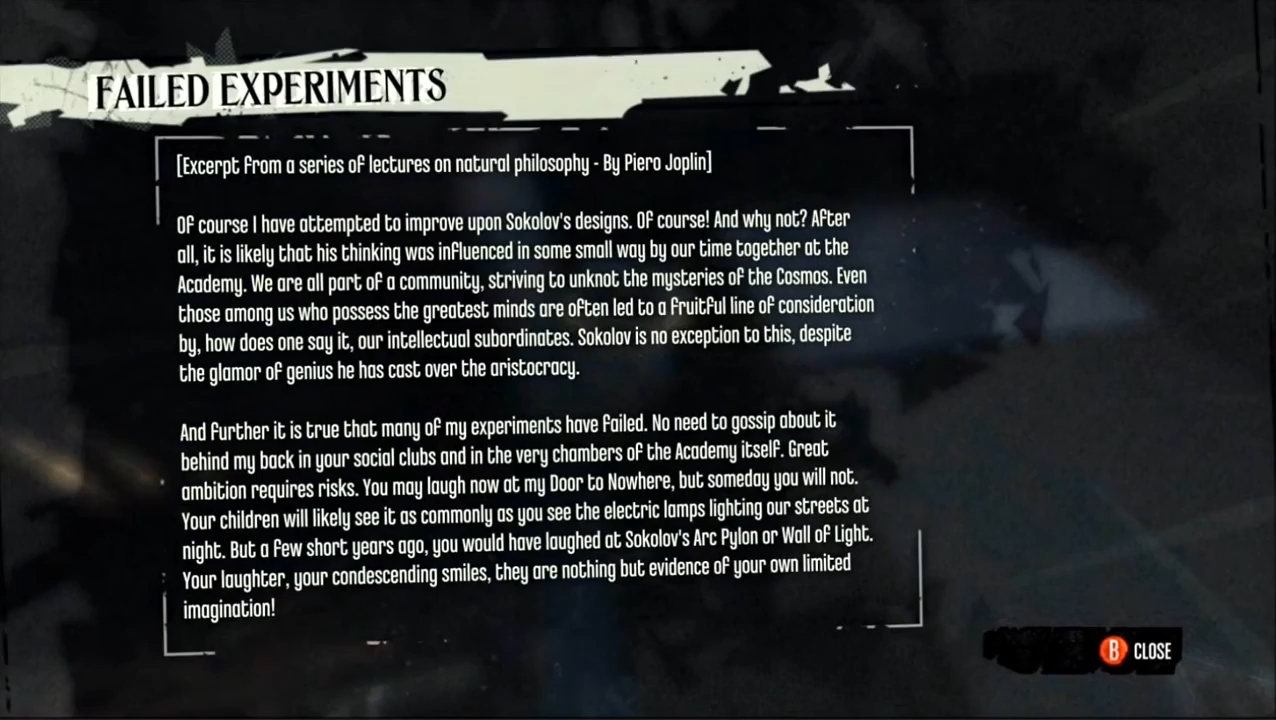 FAILED EXPERIMENTS
[Excerpt from a series of lectures on natural philosophy - By Piero Joplin]
Of course I have attempted to improve upon Sokolov's designs. Of course! And why not? After
all, it is likely that his thinking was influenced in some small way by our time together at the
Academy. We are all part of a community, striving to unknot the mysteries of the Cosmos. Even
those among us who possess the greatest minds are often led to a fruitful line of consideration
by, how does one say it, our intellectual subordinates. Sokolov is no exception to this, despite
the glamor of genius he has cast over the aristocracy.
And further it is true that many of my experiments have failed. No need to gossip about it
behind my back in your social clubs and in the very chambers of the Academy itself. Great
ambition requires risks. You may laugh now at my Door to Nowhere, but someday you will not.
Your children will likely see it as commonly as you see the electric lamps lighting our streets at
night. But a few short years ago, you would have laughed at Sokolov's Arc Pylon or Wall of Light.
Your laughter, your condescending smiles, they are nothing but evidence of your own limited
imagination!
B CLOSE